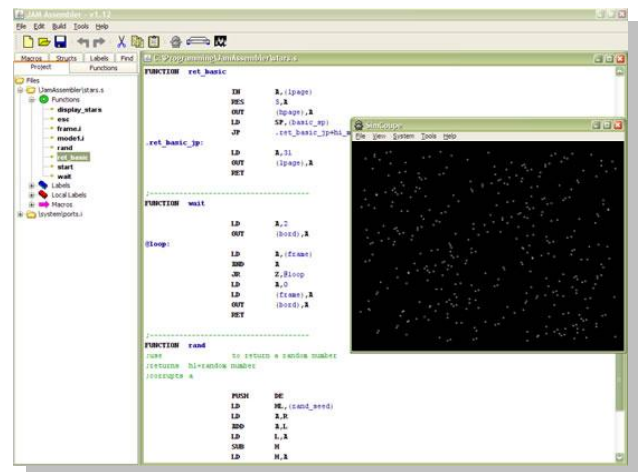 JAM Assembler - v1.12
File Edit Build Tools Help
Macros Structs Labels Find
Project Functions
Files
\JamAssembler\stars.s
Functions
display_stars
esc
frame.i
mode1.i
rand
ret_basic
start
wait
Labels
Local Labels
Macros
\system\ports.i
C:\Programming\JamAssembler\stars.s
FUNCTION ret_basic
IN A,(lpage)
RES 5,A
OUT (hpage),A
LD SP,(basic_sp)
JP .ret_basic_jp+hi_
.ret_basic_jp:
LD A,31
OUT (lpage),A
RET
;-----------------------------------
FUNCTION wait
LD A,2
OUT (bord),A
@loop:
LD A,(frame)
AND A
JR Z,@loop
LD A,0
LD (frame),A
OUT (bord),A
RET
;-----------------------------------
FUNCTION rand
;use to return a random number
;returns hl=random number
;corrupts a
PUSH DE
LD HL,(rand_seed)
LD A,R
ADD A,L
LD L,A
SUB H
LD H,A
SimCoupe
File View System Tools Help